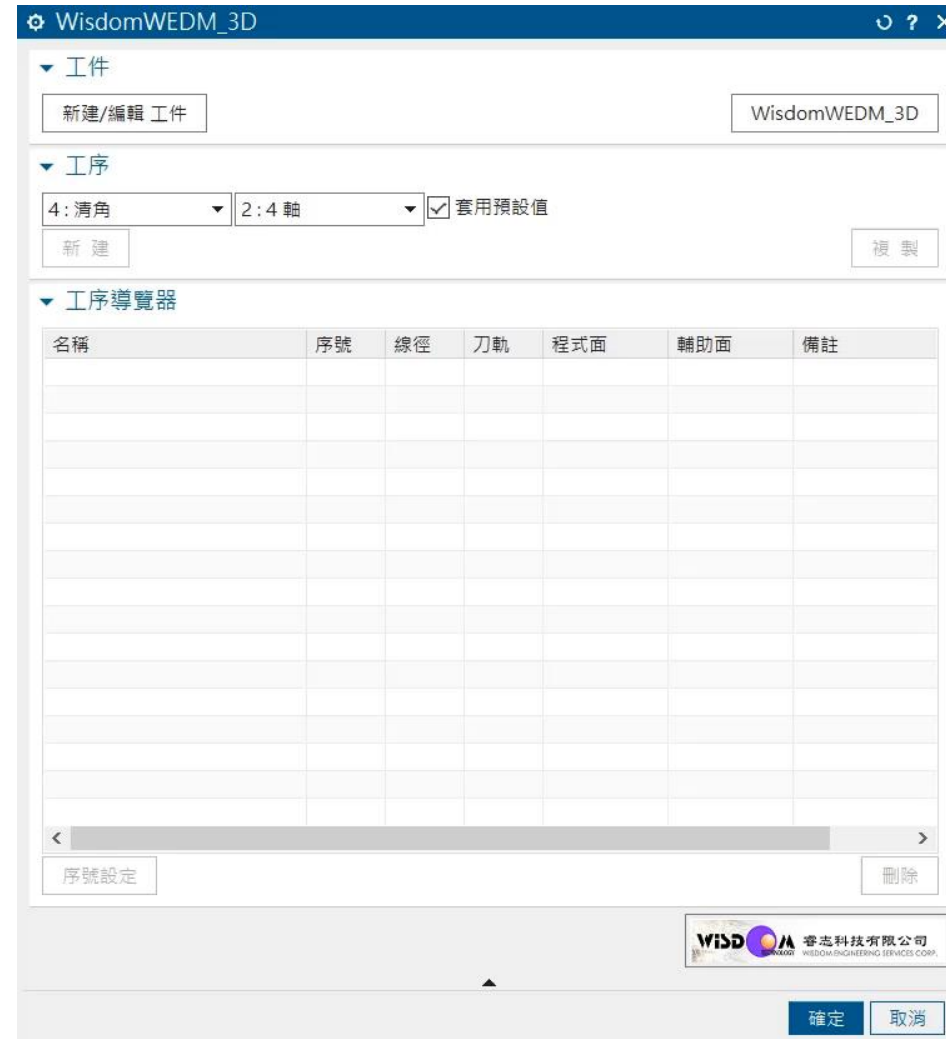 WisdomWEDM_3D
工件
新建/編輯 工件 WisdomWEDM_3D
工序
4 : 清角 2 : 4 軸 套用預設值
新 建 複 製
工序導覽器
名稱 序號 線徑 刀軌 程式面 輔助面 備註
序號設定 刪除
WISDOM 睿志科技有限公司
TECHNOLOGY WISDOM ENGINEERING SERVICES CORP.
確定 取消